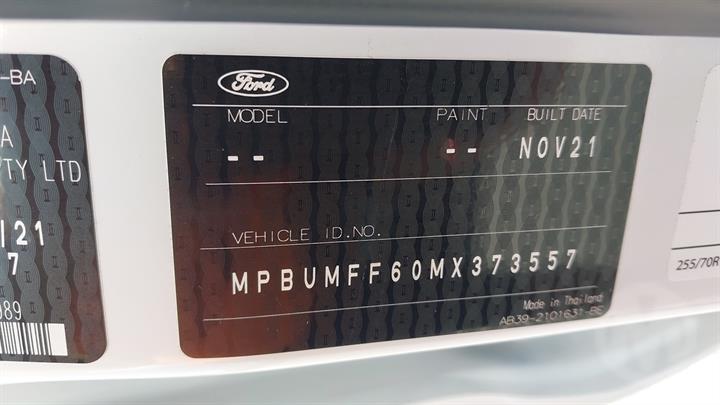 -BA
A
TY LTD
121
7
989
Ford
MODEL PAINT BUILT DATE
-- -- NOV21
VEHICLE ID.NO.
MPBUMFF60MX373557
Made in Thailand
AB39-2101631-BE
255/70R